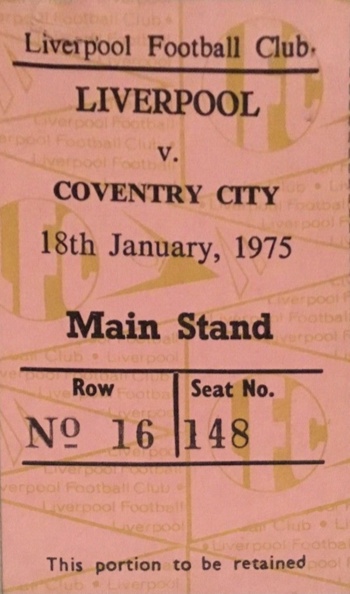 Liverpool Football Club.
LIVERPOOL
v.
COVENTRY CITY
18th January, 1975
Main Stand
Row Seat No.
Nº 16 148
This portion to be retained